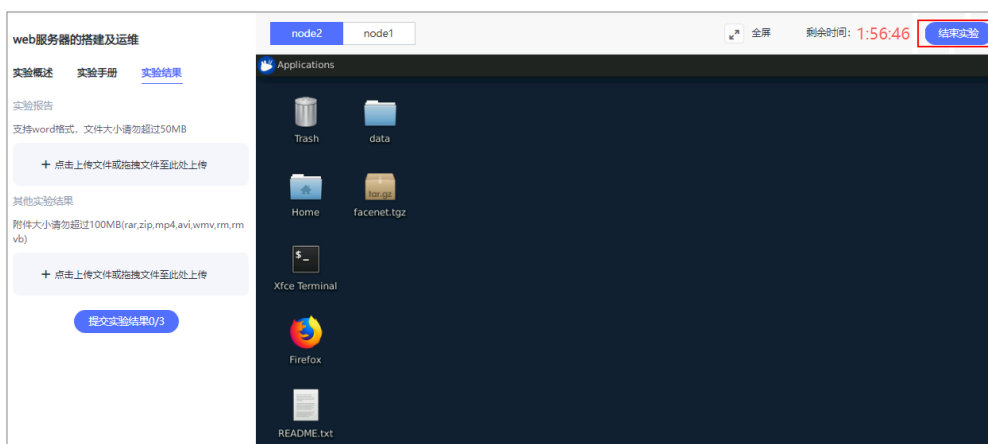 web服务器的搭建及运维
node2 node1 全屏 剩余时间: 1:56:46 结束实验
实验概述 实验手册 实验结果
Applications
实验报告
支持word格式，文件大小请勿超过50MB
+ 点击上传文件或拖拽文件至此处上传
其他实验结果
附件大小请勿超过100MB(rar,zip,mp4,avi,wmv,rm,rm
vb)
+ 点击上传文件或拖拽文件至此处上传
提交实验结果0/3
Trash data
tar.gz
Home facenet.tgz
$_
Xfce Terminal
Firefox
README.txt